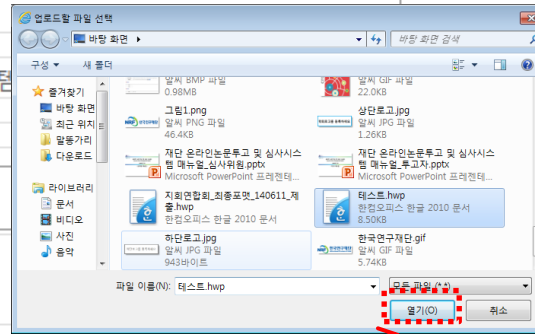 업로드할 파일 선택
바탕 화면
바탕 화면 검색
구성
새 폴더
즐겨찾기
바탕 화면
최근 위치
말똥가리
다운로드
라이브러리
문서
비디오
사진
음악
알씨 BMP 파일
0.98MB
알씨 GIF 파일
22.0KB
그림1.png
알씨 PNG 파일
46.4KB
상단로고.jpg
알씨 JPG 파일
1.26KB
재단 온라인논문투고 및 심사시스
템 매뉴얼_심사위원.pptx
Microsoft PowerPoint 프레젠테...
재단 온라인논문투고 및 심사시스
템 매뉴얼_투고자.pptx
Microsoft PowerPoint 프레젠테...
지회연합회_최종포맷_140611_제
출.hwp
한컴오피스 한글 2010 문서
테스트.hwp
한컴오피스 한글 2010 문서
8.50KB
하단로고.jpg
알씨 JPG 파일
943바이트
한국연구재단.gif
알씨 GIF 파일
5.74KB
파일 이름(N):
테스트.hwp
모든 파일 (*.*)
열기(O)
취소